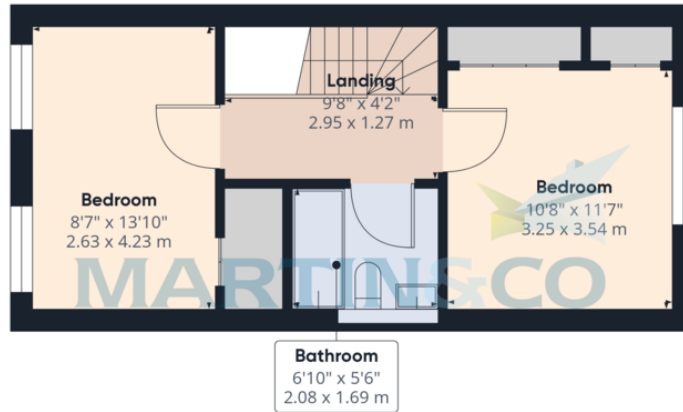 Landing
9'8" x 4'2"
2.95 x 1.27 m
Bedroom
8'7" x 13'10"
2.63 x 4.23 m
Bedroom
10'8" x 11'7"
3.25 x 3.54 m
MARTIN&CO
Bathroom
6'10" x 5'6"
2.08 x 1.69 m